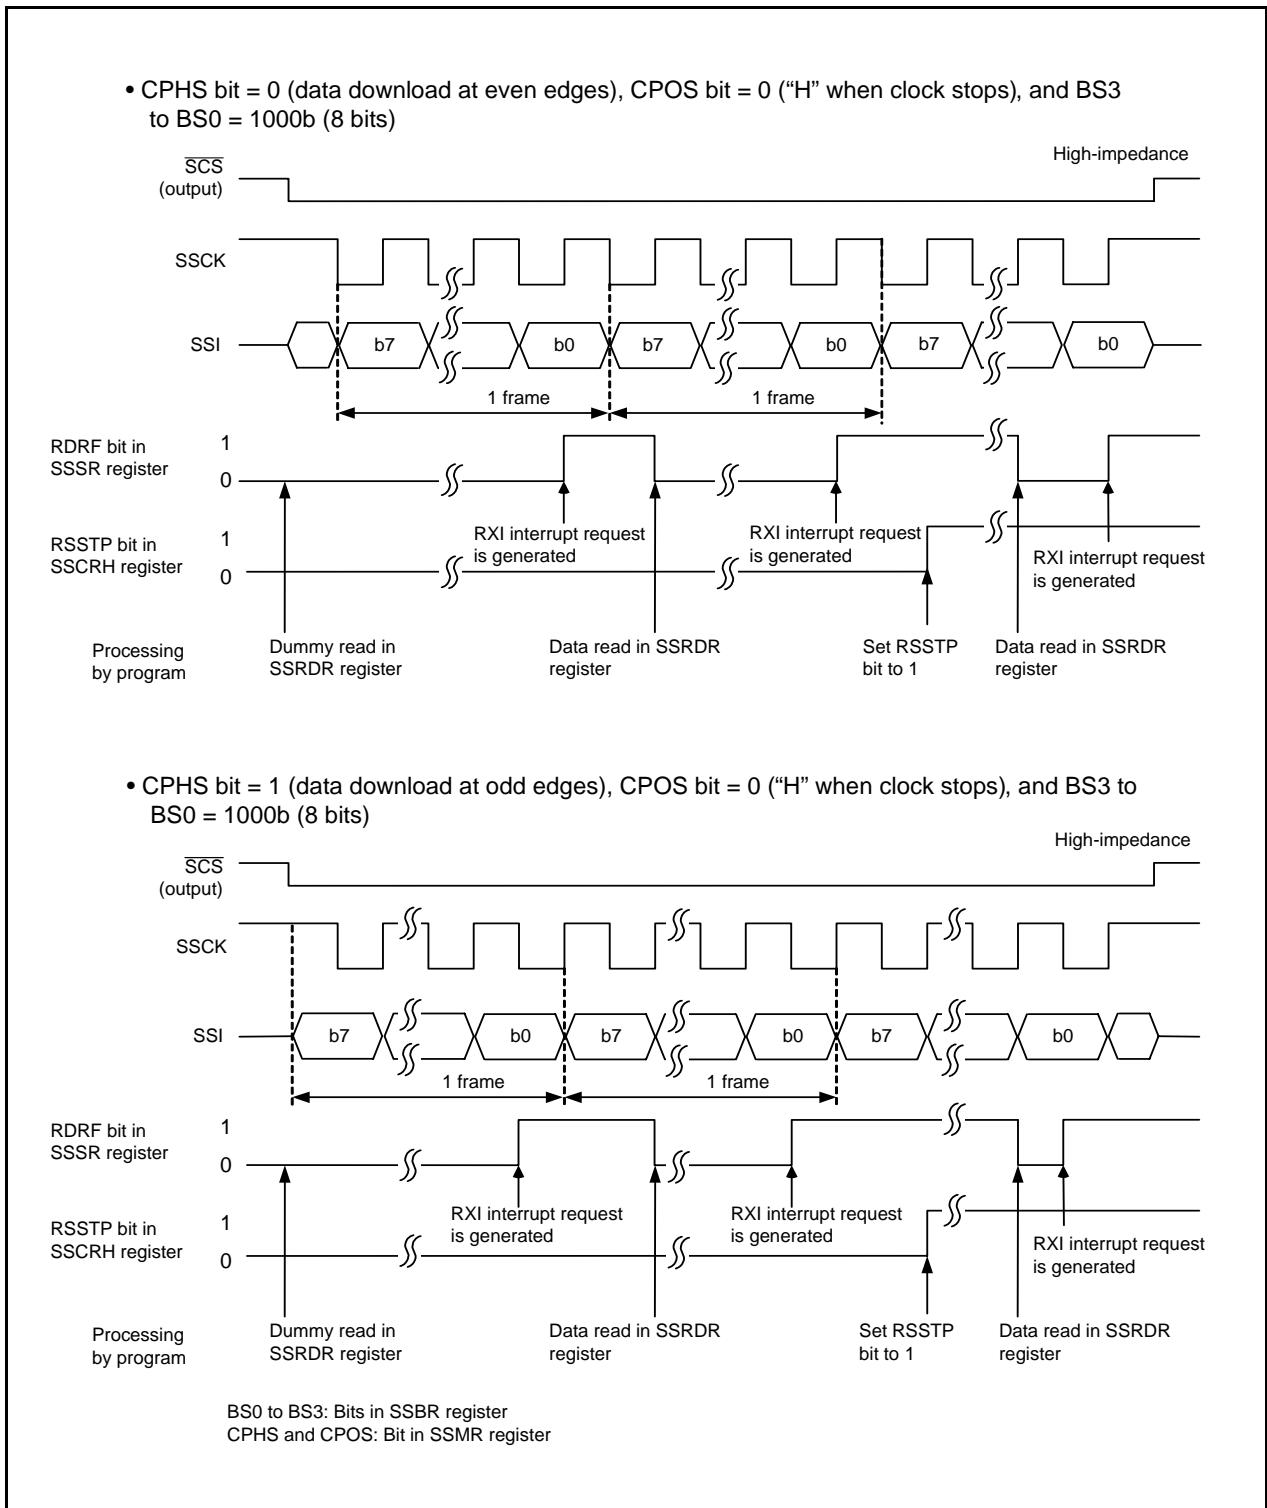 • CPHS bit = 0 (data download at even edges), CPOS bit = 0 (“H” when clock stops), and BS3
to BS0 = 1000b (8 bits)
High-impedance
SCS
(output)
SSCK
SSI
b7
b0
b7
b0
b7
b0
1 frame
1 frame
RDRF bit in
SSSR register
1
0
RXI interrupt request
is generated
RXI interrupt request
is generated
RXI interrupt request
is generated
RSSTP bit in
SSCRH register
1
0
Processing
by program
Dummy read in
SSRDR register
Data read in SSRDR
register
Set RSSTP
bit to 1
Data read in SSRDR
register
• CPHS bit = 1 (data download at odd edges), CPOS bit = 0 (“H” when clock stops), and BS3 to
BS0 = 1000b (8 bits)
High-impedance
SCS
(output)
SSCK
SSI
b7
b0
b7
b0
b7
b0
1 frame
1 frame
RDRF bit in
SSSR register
1
0
RXI interrupt request
is generated
RXI interrupt request
is generated
RXI interrupt request
is generated
RSSTP bit in
SSCRH register
1
0
Processing
by program
Dummy read in
SSRDR register
Data read in SSRDR
register
Set RSSTP
bit to 1
Data read in SSRDR
register
BS0 to BS3: Bits in SSBR register
CPHS and CPOS: Bit in SSMR register